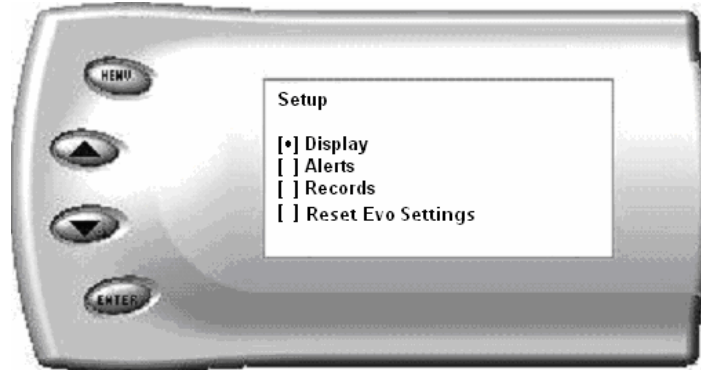 MENU
Setup
[•] Display
[ ] Alerts
[ ] Records
[ ] Reset Evo Settings
ENTER